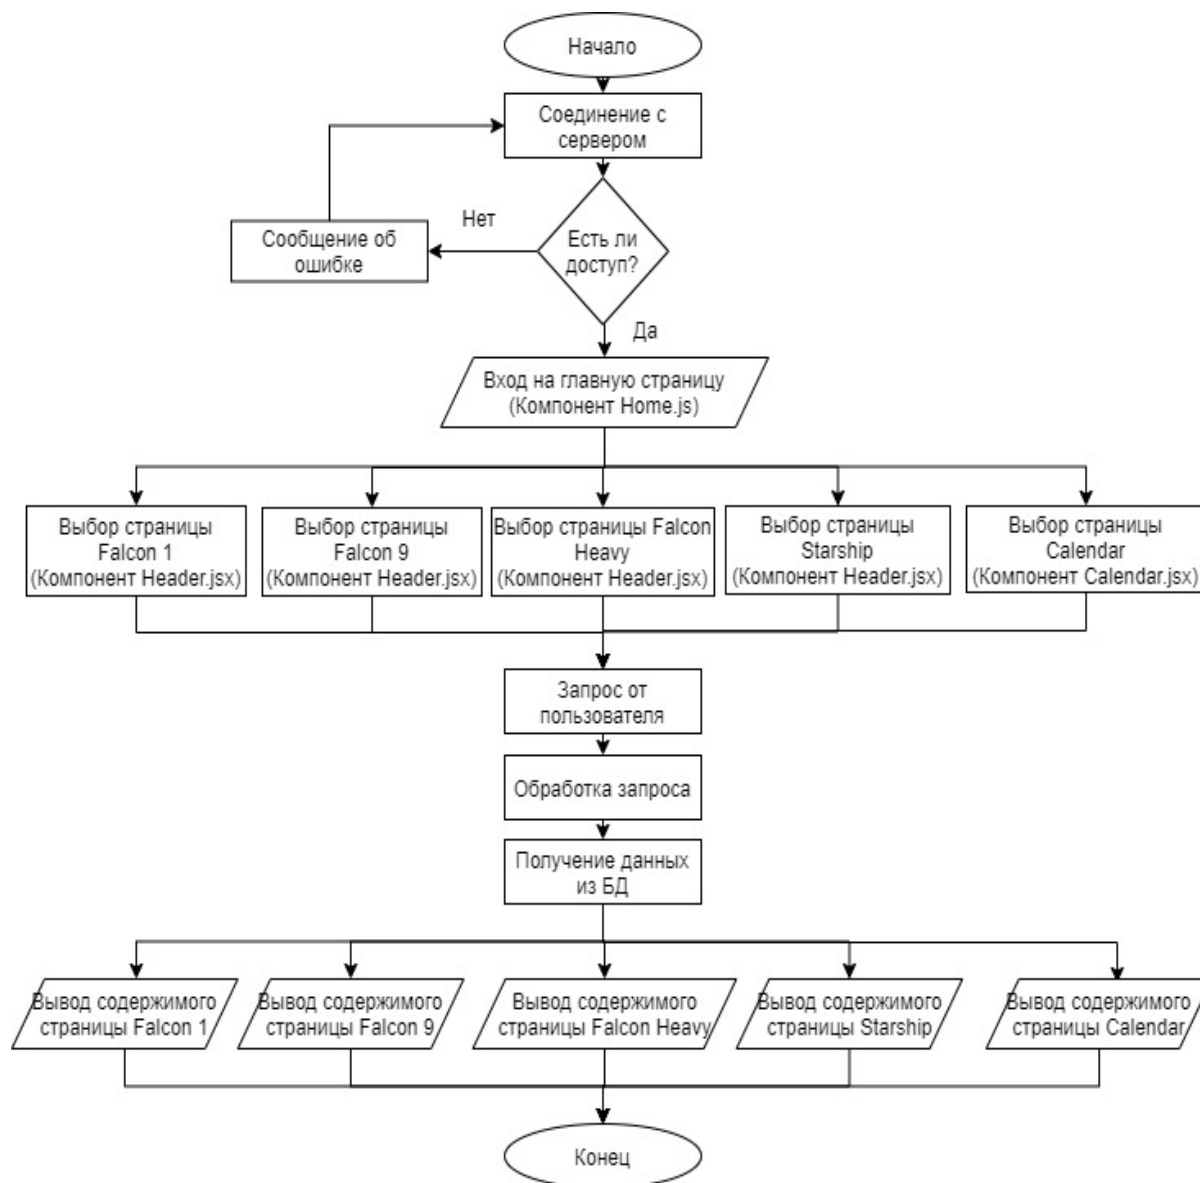 Начало
Соединение с
сервером
Нет
Есть ли
доступ?
Сообщение об
ошибке
Да
Вход на главную страницу
(Компонент Home.js)
Выбор страницы
Falcon 1
(Компонент Header.jsx)
Выбор страницы
Falcon 9
(Компонент Header.jsx)
Выбор страницы Falcon
Heavy
(Компонент Header.jsx)
Выбор страницы
Starship
(Компонент Header.jsx)
Выбор страницы
Calendar
(Компонент Calendar.jsx)
Запрос от
пользователя
Обработка запроса
Получение данных
из БД
Вывод содержимого
страницы Falcon 1
Вывод содержимого
страницы Falcon 9
Вывод содержимого
страницы Falcon Heavy
Вывод содержимого
страницы Starship
Вывод содержимого
страницы Calendar
Конец